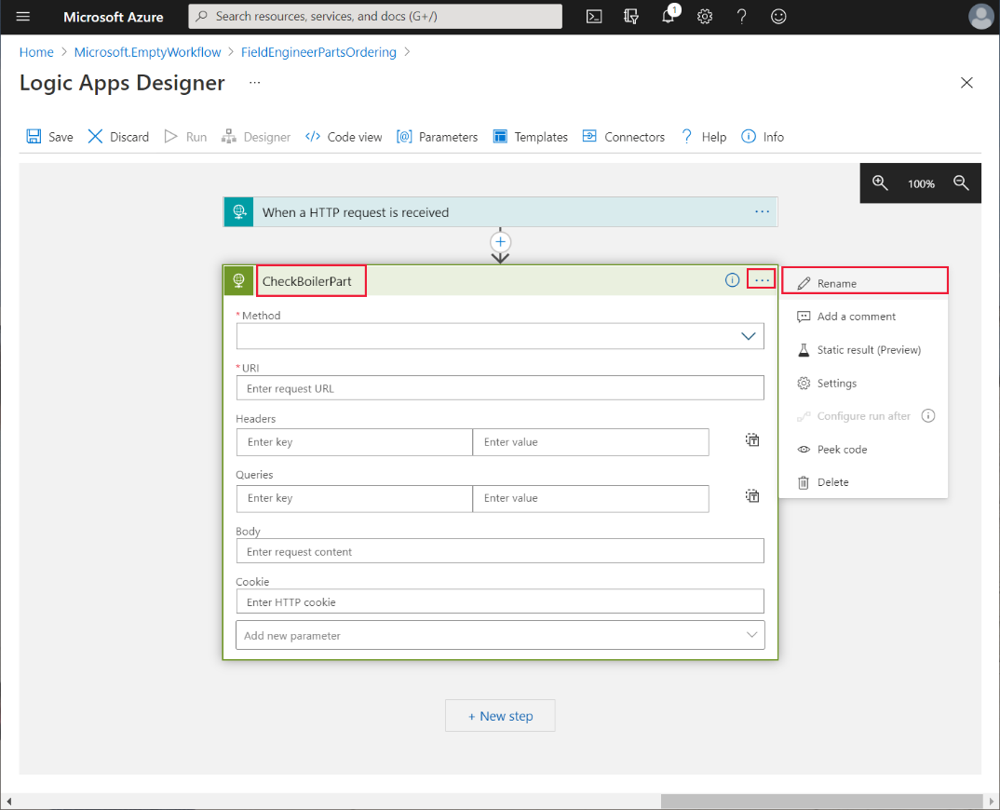 Microsoft Azure
Search resources, services, and docs (G+/)
1
Home > Microsoft.EmptyWorkflow > FieldEngineerPartsOrdering >
Logic Apps Designer ...
Save Discard Run Designer Code view Parameters Templates Connectors Help Info
100%
When a HTTP request is received
CheckBoilerPart
Rename
Add a comment
Static result (Preview)
Settings
Configure run after
Peek code
Delete
* Method
* URI
Enter request URL
Headers
Enter key Enter value
Queries
Enter key Enter value
Body
Enter request content
Cookie
Enter HTTP cookie
Add new parameter
+ New step